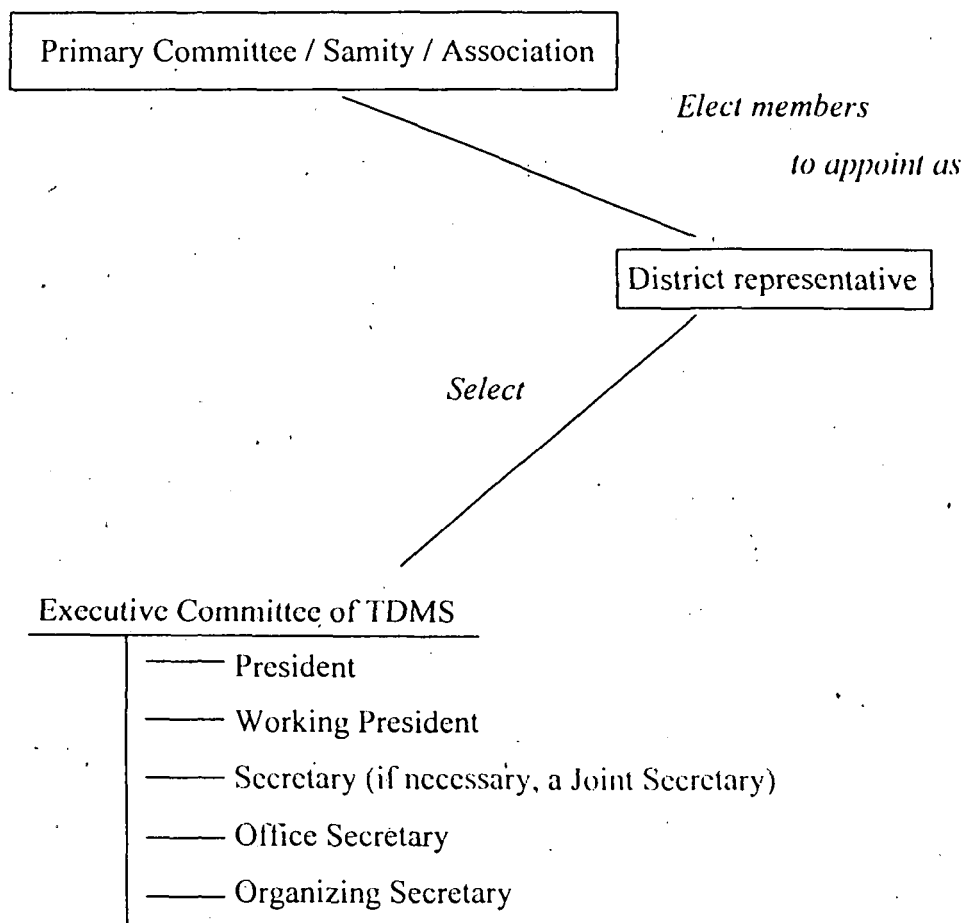 Primary Committee / Samity / Association
Elect members
to appoint as
District representative
Select
Executive Committee of TDMS
President
Working President
Secretary (if necessary, a Joint Secretary)
Office Secretary
Organizing Secretary